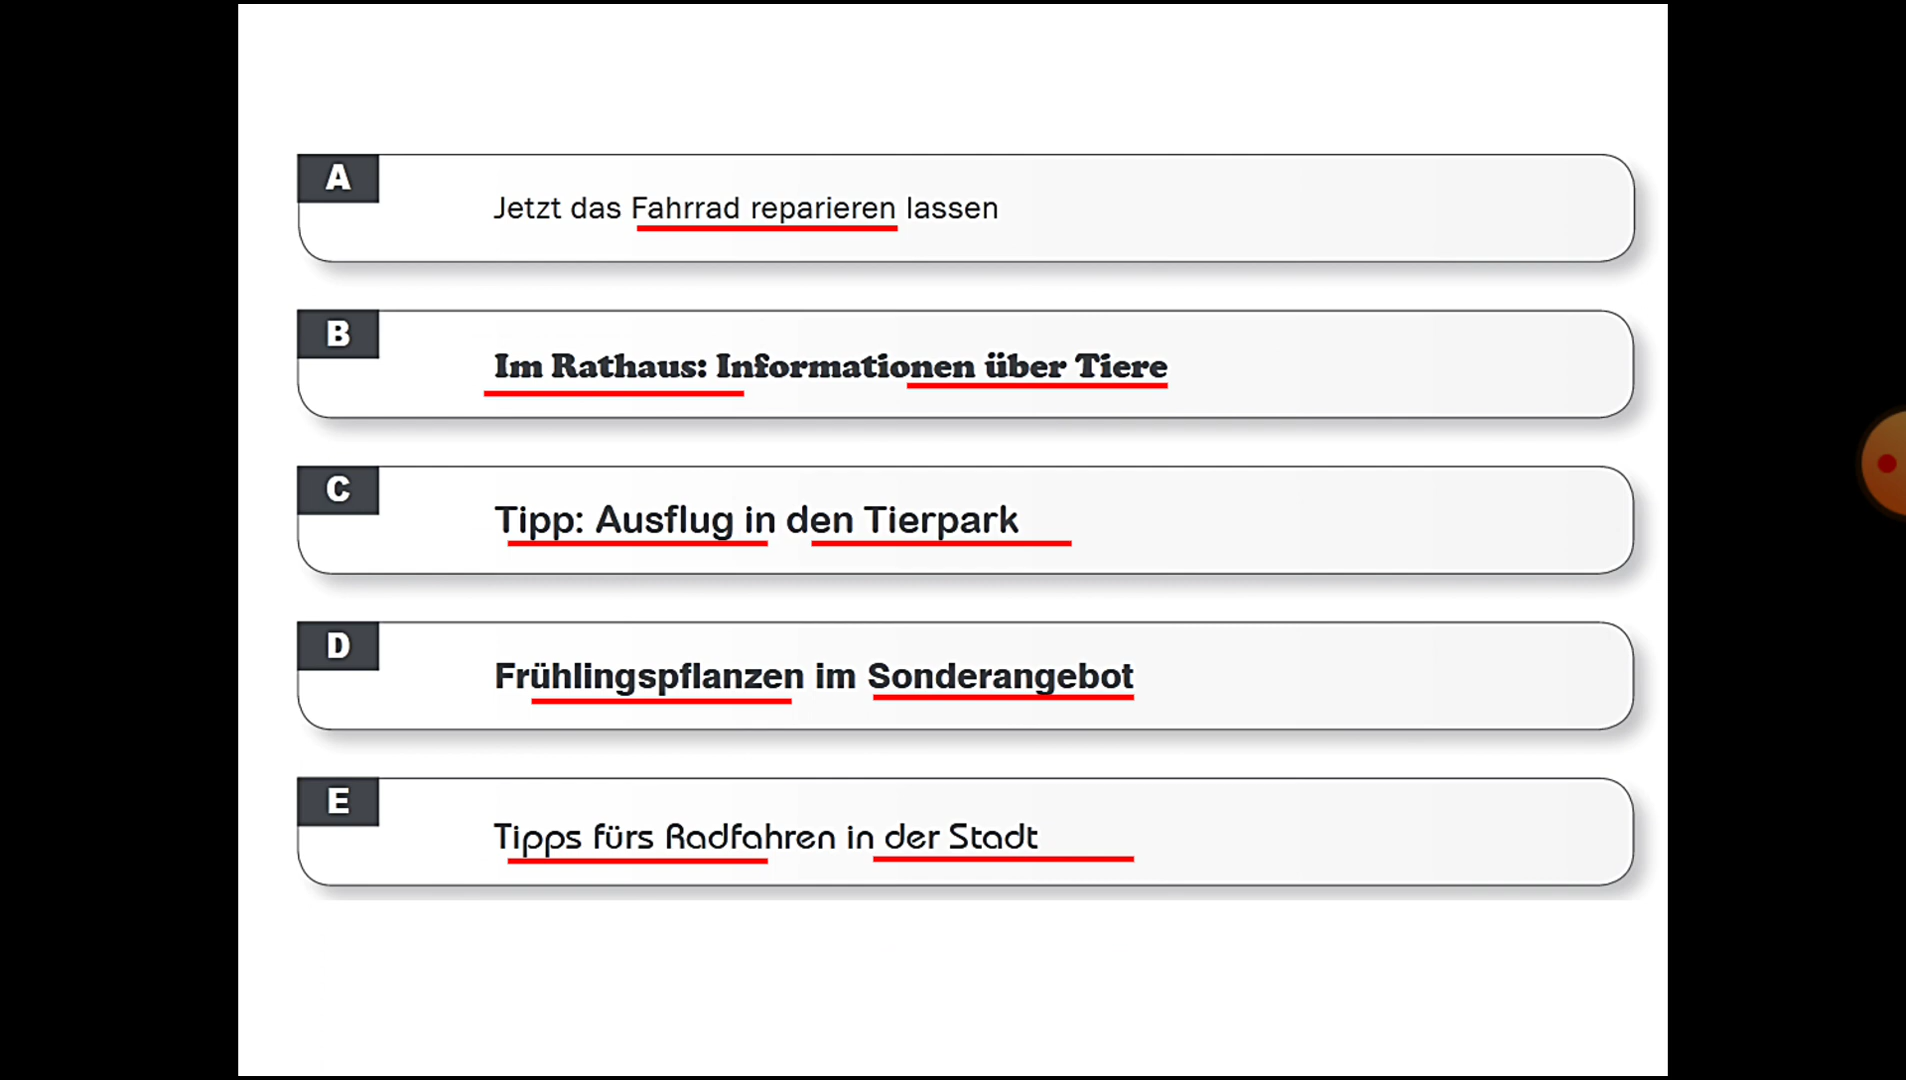 A
Jetzt das Fahrrad reparieren lassen
B
Im Rathaus: Informationen über Tiere
C
Tipp: Ausflug in den Tierpark
D
Frühlingspflanzen im Sonderangebot
E
Tipps fürs Radfahren in der Stadt